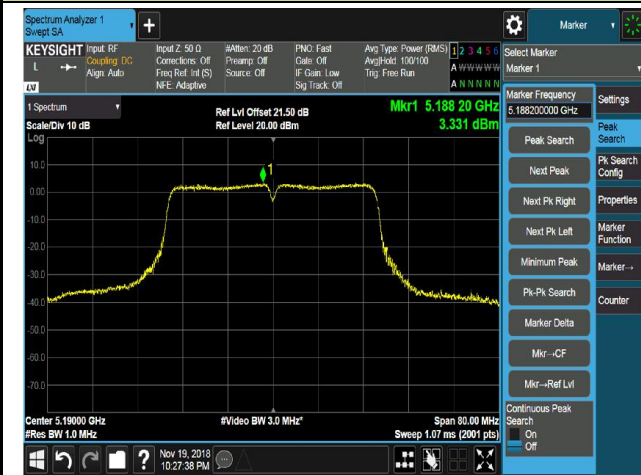 Spectrum Analyzer 1
Swept SA
+
Marker
KEYSIGHT
L
LXI
Input: RF
Coupling: DC
Align: Auto
Input Z: 50 Ω
Corrections: Off
Freq Ref: Int (S)
NFE: Adaptive
#Atten: 20 dB
Preamp: Off
Source: Off
PNO: Fast
Gate: Off
IF Gain: Low
Sig Track: Off
Avg Type: Power (RMS)
Avg|Hold: 100/100
Trig: Free Run
1 2 3 4 5 6
A W W W W W
A N N N N N
Select Marker
Marker 1
1 Spectrum
Scale/Div 10 dB
Log
Ref Lvl Offset 21.50 dB
Ref Level 20.00 dBm
Mkr1 5.188 20 GHz
3.331 dBm
10.0
0.00
-10.0
-20.0
-30.0
-40.0
-50.0
-60.0
-70.0
1
Center 5.19000 GHz
#Res BW 1.0 MHz
#Video BW 3.0 MHz*
Span 80.00 MHz
Sweep 1.07 ms (2001 pts)
Marker Frequency
5.188200000 GHz
Peak Search
Next Peak
Next Pk Right
Next Pk Left
Minimum Peak
Pk-Pk Search
Marker Delta
Mkr→CF
Mkr→Ref Lvl
Continuous Peak
Search
On
Off
Settings
Peak
Search
Pk Search
Config
Properties
Marker
Function
Marker→
Counter
?
Nov 19, 2018
10:27:38 PM